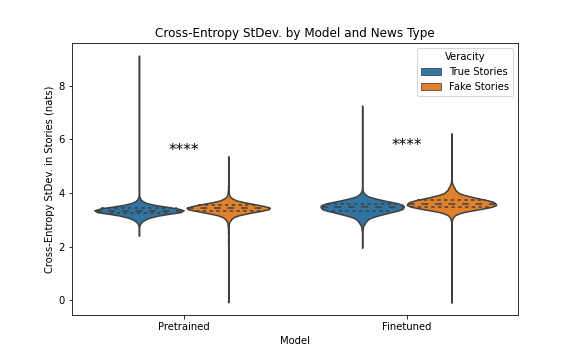 Cross-Entropy StDev. by Model and News Type
Veracity
True Stories
Fake Stories
Cross-Entropy StDev. in Stories (nats)
8
6
4
2
0
****
****
Pretrained
Finetuned
Model